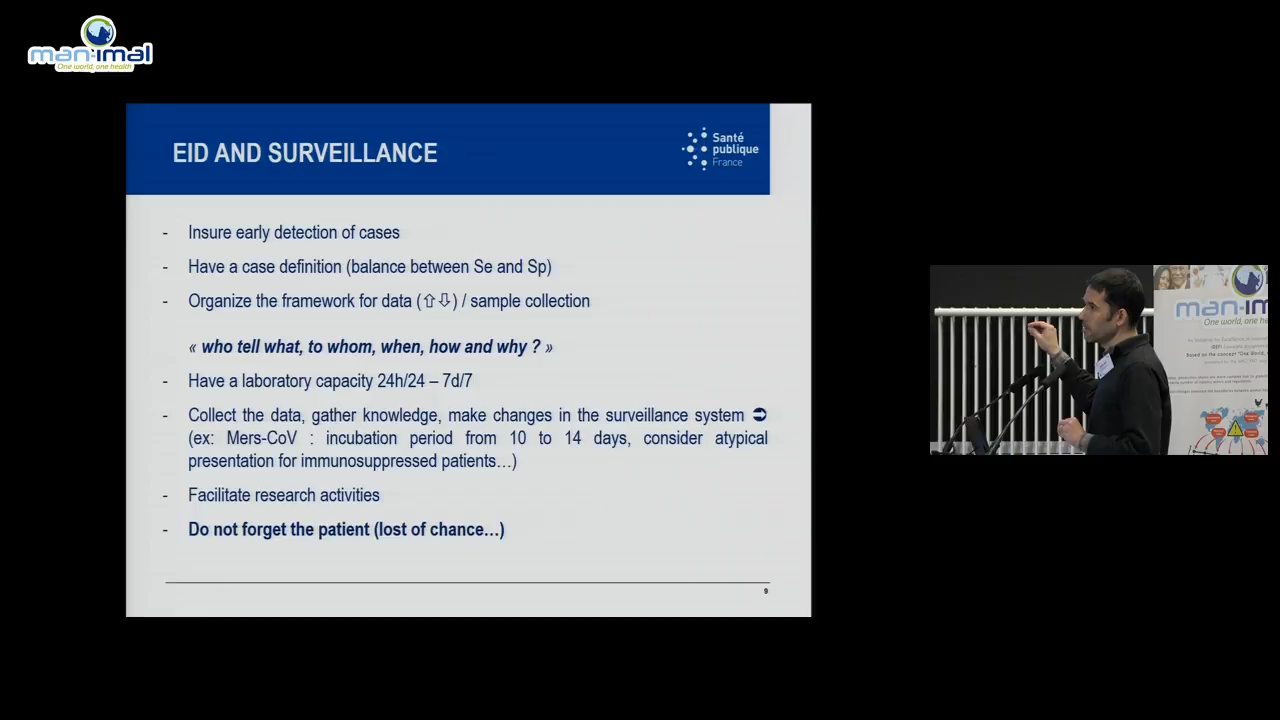 man-imal
One world, one health
EID AND SURVEILLANCE
Santé
publique
France
- Insure early detection of cases
- Have a case definition (balance between Se and Sp)
- Organize the framework for data (⇧⇩) / sample collection
« who tell what, to whom, when, how and why ? »
- Have a laboratory capacity 24h/24 – 7d/7
- Collect the data, gather knowledge, make changes in the surveillance system ➲
(ex: Mers-CoV : incubation period from 10 to 14 days, consider atypical
presentation for immunosuppressed patients…)
- Facilitate research activities
- Do not forget the patient (lost of chance…)
9
man-im
One world, one h